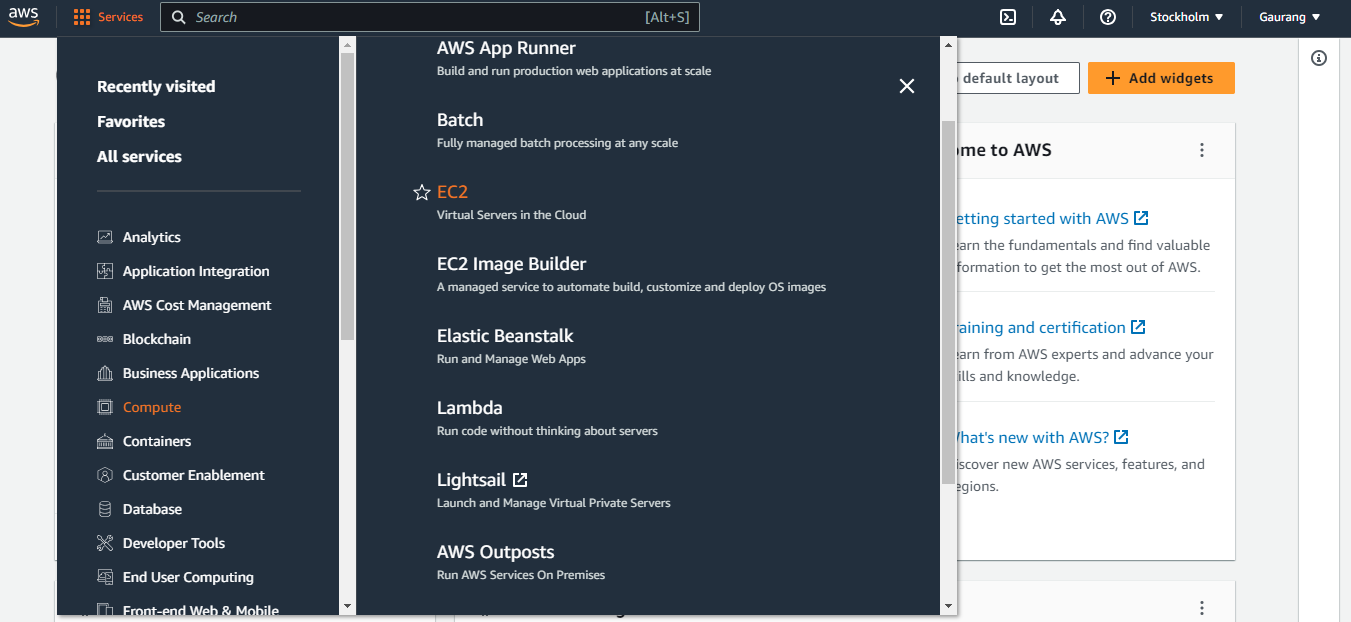 aws
Services
Search
[Alt+S]
Stockholm
Gaurang
Recently visited
Favorites
All services
Analytics
Application Integration
AWS Cost Management
Blockchain
Business Applications
Compute
Containers
Customer Enablement
Database
Developer Tools
End User Computing
Front-end Web & Mobile
AWS App Runner
Build and run production web applications at scale
Batch
Fully managed batch processing at any scale
EC2
Virtual Servers in the Cloud
EC2 Image Builder
A managed service to automate build, customize and deploy OS images
Elastic Beanstalk
Run and Manage Web Apps
Lambda
Run code without thinking about servers
Lightsail
Launch and Manage Virtual Private Servers
AWS Outposts
Run AWS Services On Premises
default layout
Add widgets
ome to AWS
etting started with AWS
earn the fundamentals and find valuable
formation to get the most out of AWS.
raining and certification
earn from AWS experts and advance your
ills and knowledge.
What's new with AWS?
iscover new AWS services, features, and
egions.